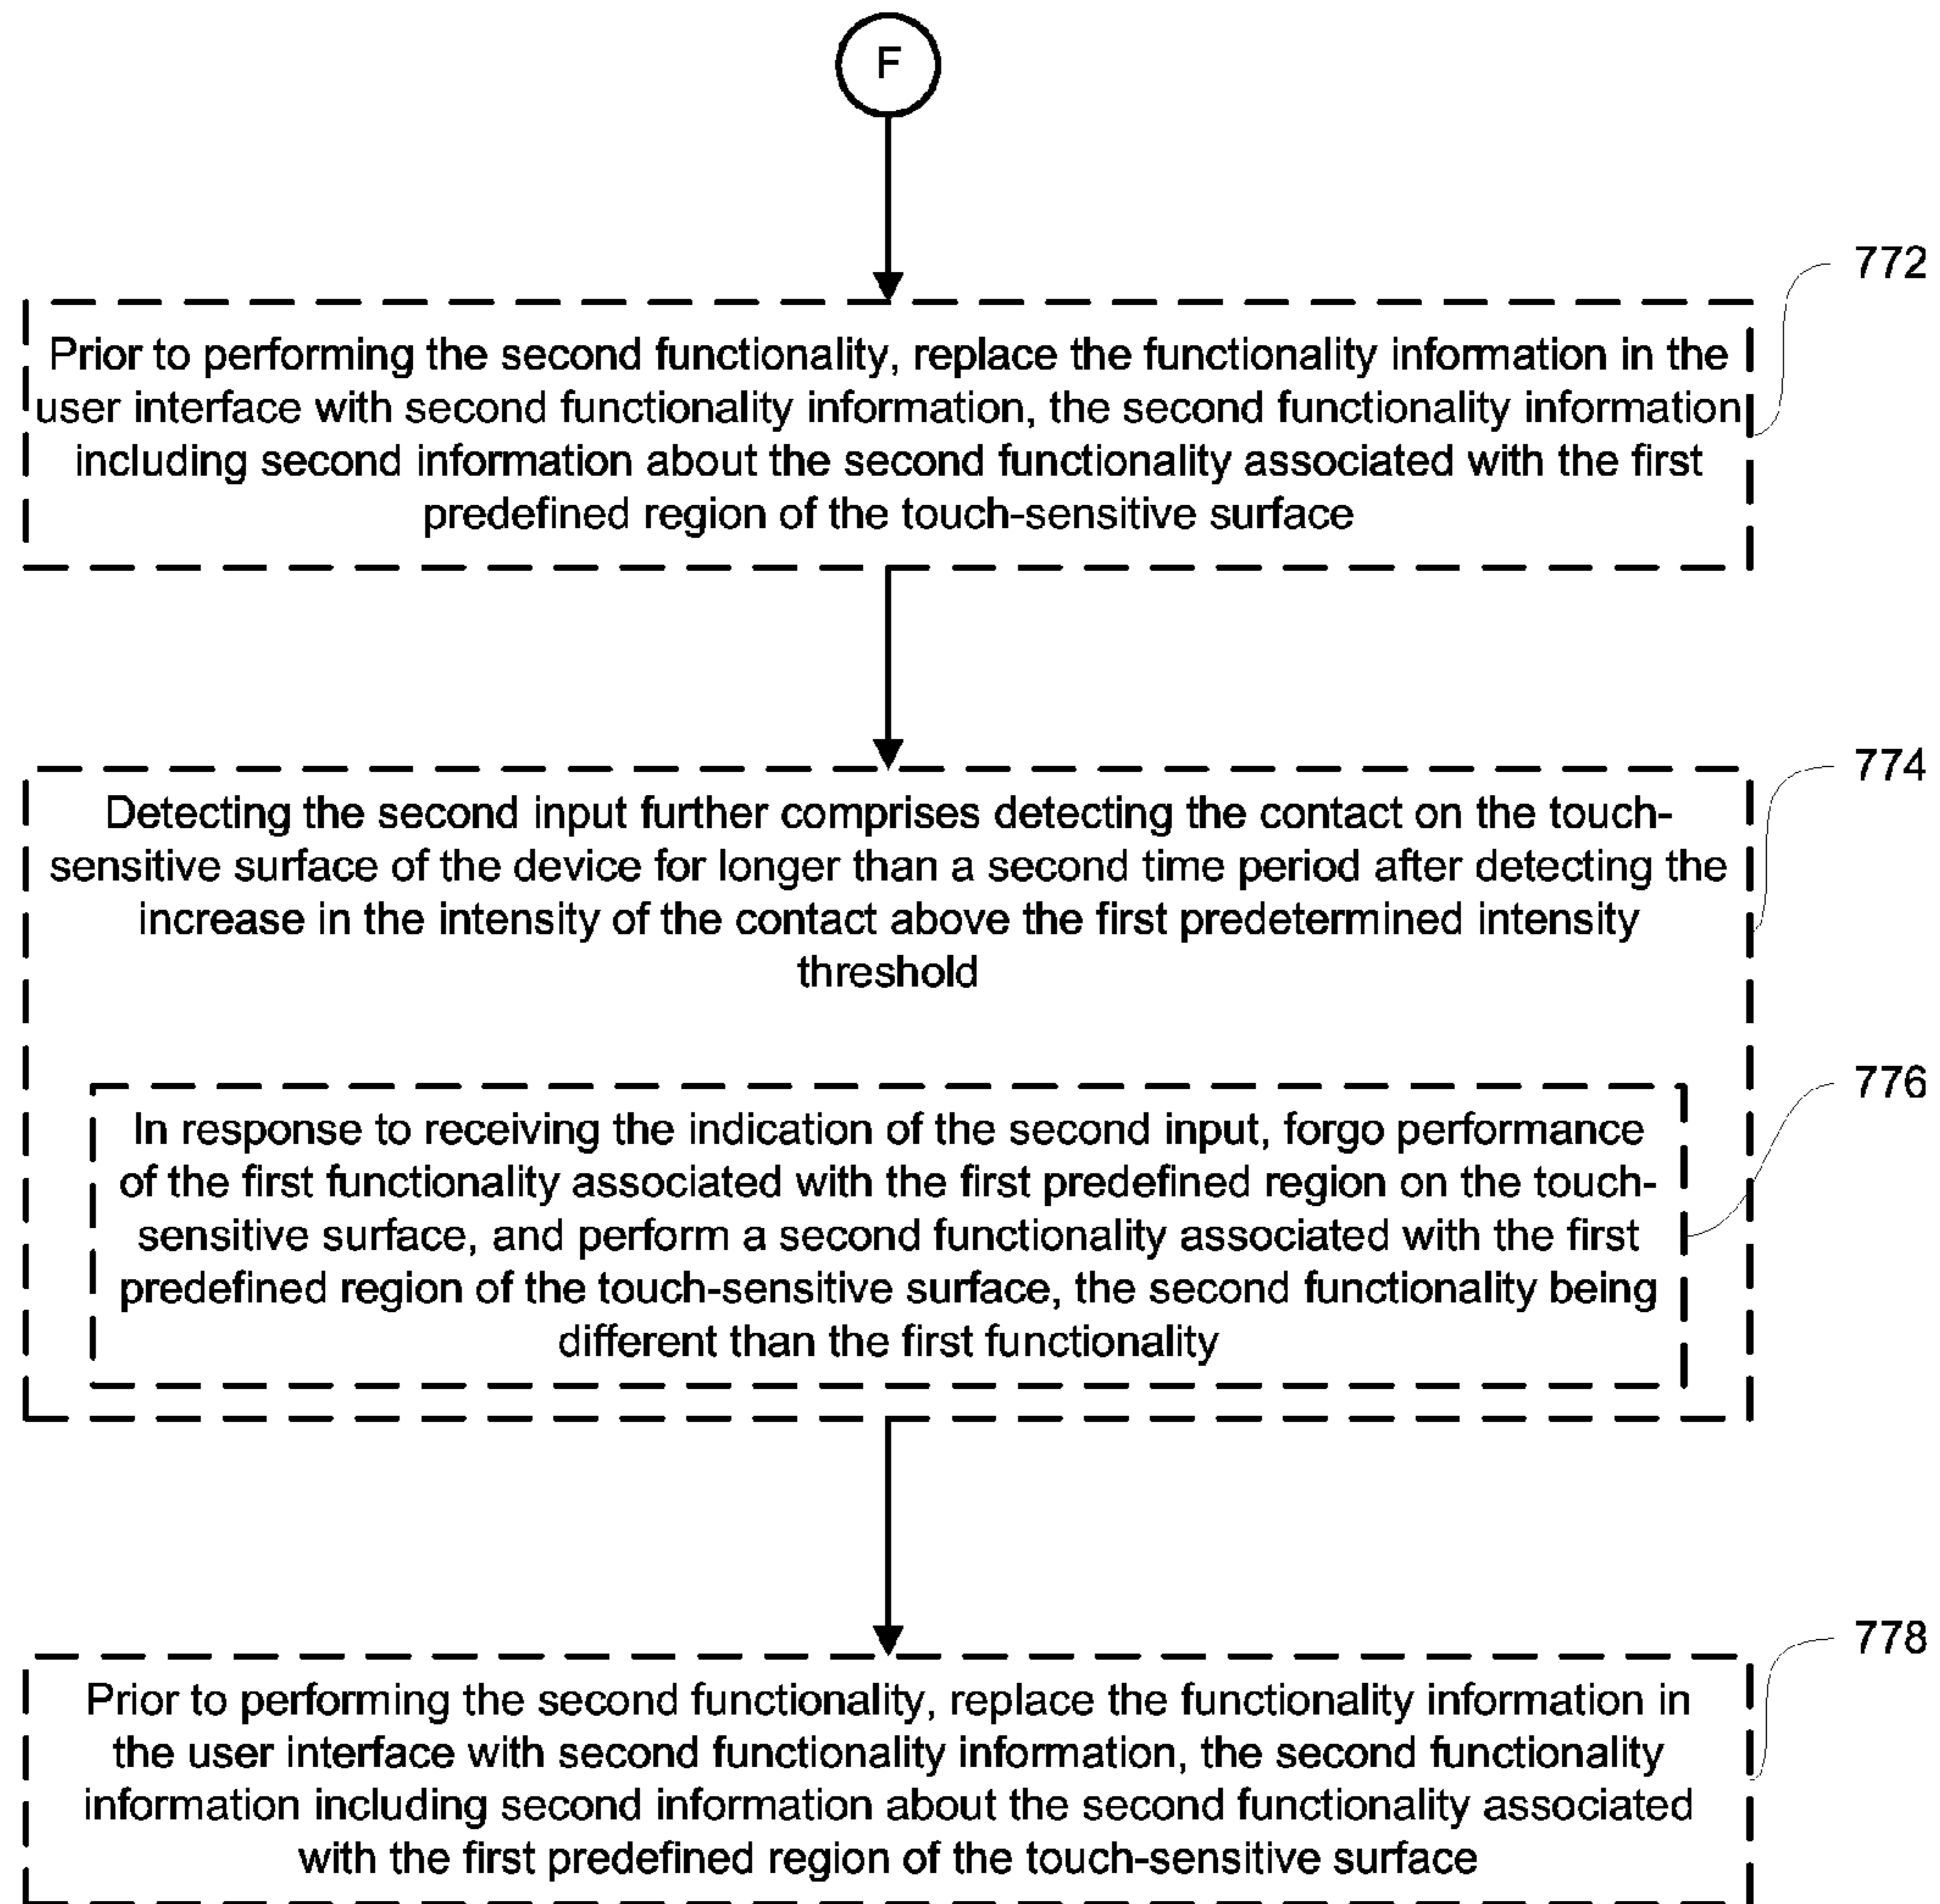 F
772
Prior to performing the second functionality, replace the functionality information in the
user interface with second functionality information, the second functionality information
including second information about the second functionality associated with the first
predefined region of the touch-sensitive surface
774
Detecting the second input further comprises detecting the contact on the touch-
sensitive surface of the device for longer than a second time period after detecting the
increase in the intensity of the contact above the first predetermined intensity
threshold
776
In response to receiving the indication of the second input, forgo performance
of the first functionality associated with the first predefined region on the touch-
sensitive surface, and perform a second functionality associated with the first
predefined region of the touch-sensitive surface, the second functionality being
different than the first functionality
778
Prior to performing the second functionality, replace the functionality information in
the user interface with second functionality information, the second functionality
information including second information about the second functionality associated
with the first predefined region of the touch-sensitive surface